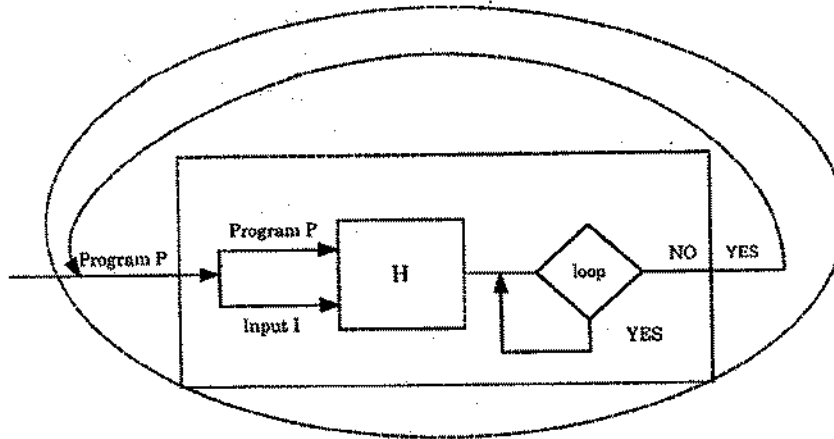 Program P
Program P
H
Input I
loop
NO
YES
YES